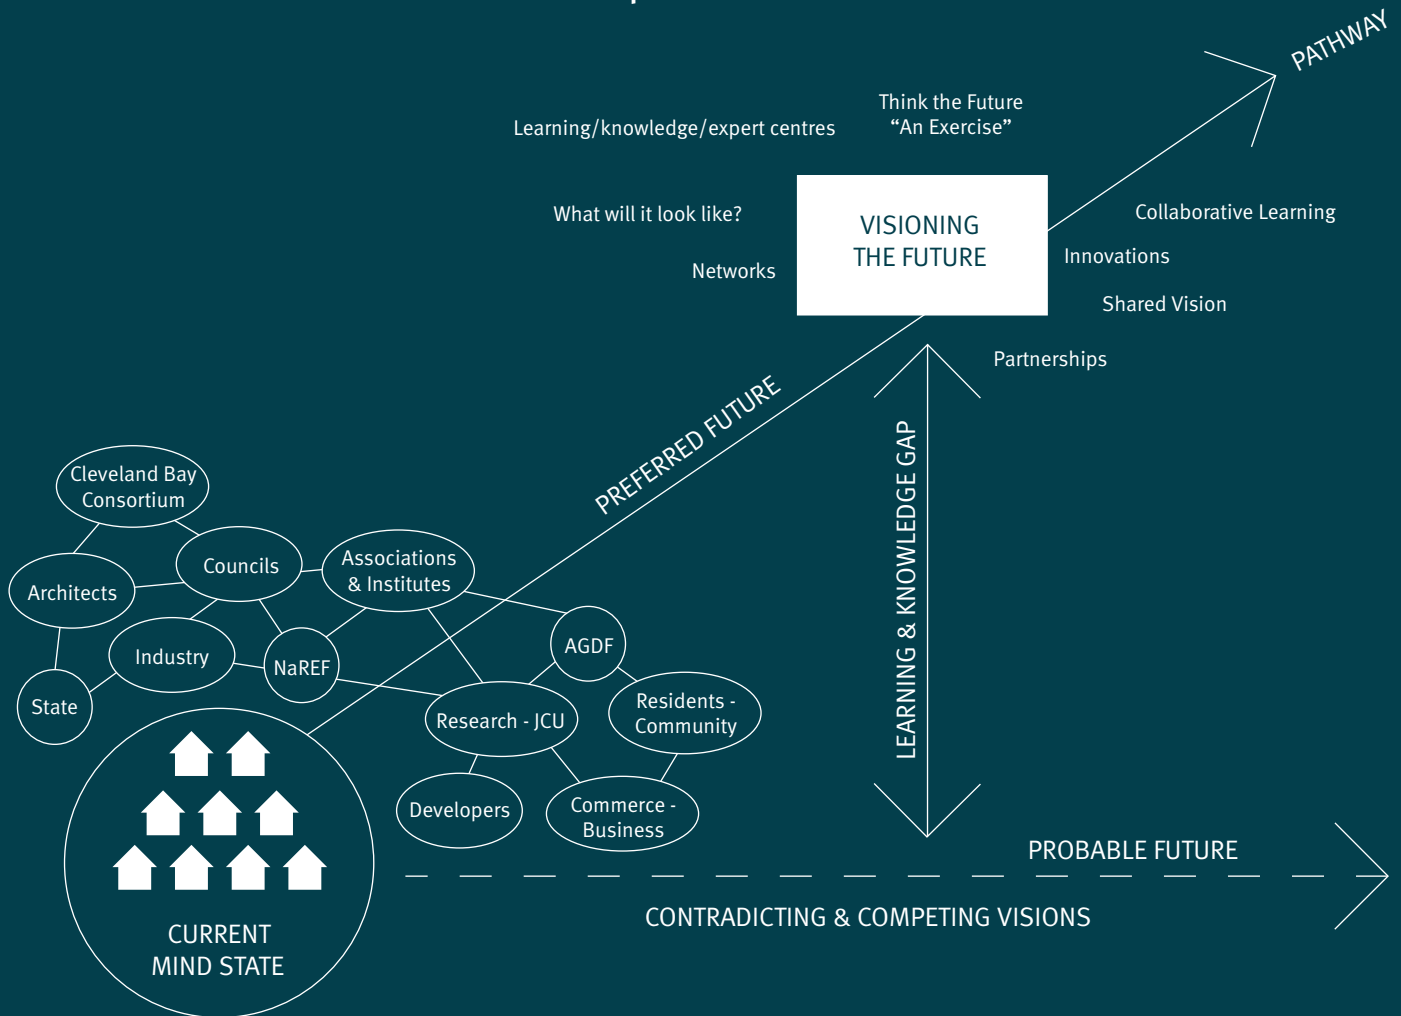 PATHWAY
Think the Future
“An Exercise”
Learning/knowledge/expert centres
What will it look like?
VISIONING
THE FUTURE
Collaborative Learning
Networks
Innovations
Shared Vision
Partnerships
PREFERRED FUTURE
LEARNING & KNOWLEDGE GAP
Cleveland Bay
Consortium
Councils
Associations
& Institutes
Architects
Industry
NaREF
AGDF
State
Research - JCU
Residents -
Community
Developers
Commerce -
Business
PROBABLE FUTURE
CONTRADICTING & COMPETING VISIONS
CURRENT
MIND STATE